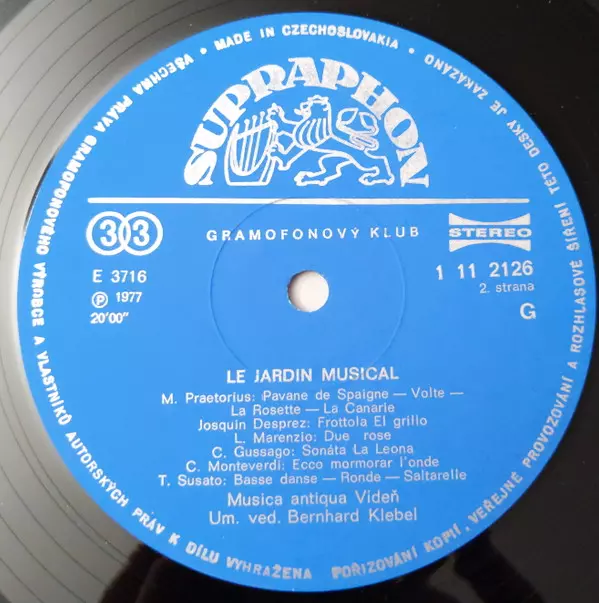 VŠECHNA PRÁVA GRAMOFONOVÉHO VÝROBCE A VLASTNÍKŮ AUTORSKÝCH PRÁV K DÍLU VYHRAŽENA
POŘIZOVÁNÍ KOPIÍ, VEŘEJNÉ PROVOZOVÁNÍ A ROZHLASOVÉ ŠÍŘENÍ TÉTO DESKY JE ZAKÁZÁNO
• MADE IN CZECHOSLOVAKIA •
SUPRAPHON
33
GRAMOFONOVÝ KLUB
STEREO
E 3716
1 11 2126
℗ 1977
2. strana
20'00"
G
LE JARDIN MUSICAL
M. Praetorius: Pavane de Spaigne — Volte —
La Rosette — La Canarie
Josquin Desprez: Frottola El grillo
L. Marenzio: Due rose
C. Gussago: Sonáta La Leona
C. Monteverdi: Ecco mormorar l'onde
T. Susato: Basse danse — Ronde — Saltarelle
Musica antiqua Vídeň
Um. ved. Bernhard Klebel